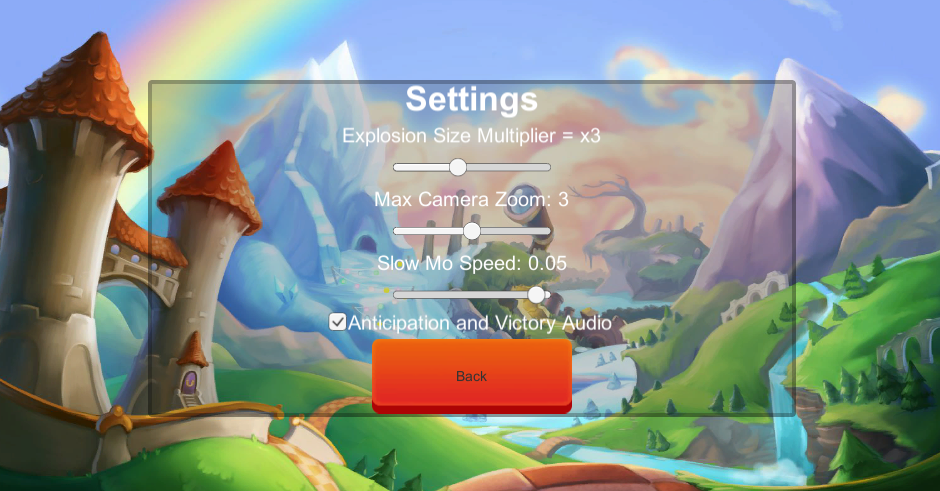 Settings
Explosion Size Multiplier = x3
Max Camera Zoom: 3
Slow Mo Speed: 0.05
Anticipation and Victory Audio
Back